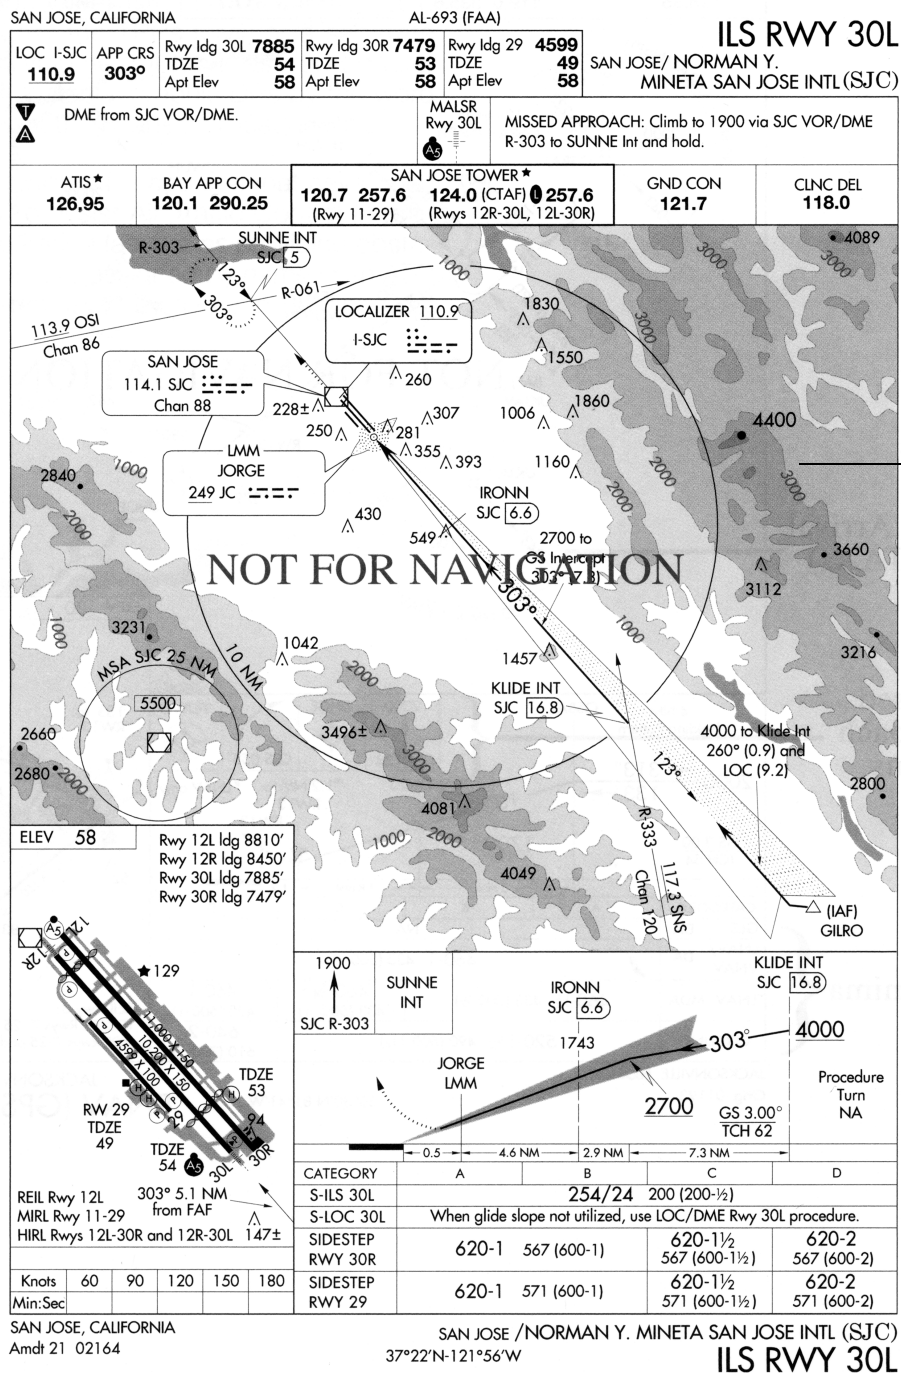 SAN JOSE, CALIFORNIA
AL-693 (FAA)
ILS RWY 30L
SAN JOSE/ NORMAN Y.
MINETA SAN JOSE INTL (SJC)
LOC I-SJC
110.9
APP CRS
303°
Rwy ldg 30L 7885
TDZE 54
Apt Elev 58
Rwy ldg 30R 7479
TDZE 53
Apt Elev 58
Rwy ldg 29 4599
TDZE 49
Apt Elev 58
T
A
DME from SJC VOR/DME.
MALSR
Rwy 30L
A5
MISSED APPROACH: Climb to 1900 via SJC VOR/DME
R-303 to SUNNE Int and hold.
ATIS★
126,95
BAY APP CON
120.1 290.25
SAN JOSE TOWER★
120.7 257.6 124.0 (CTAF) L 257.6
(Rwy 11-29) (Rwys 12R-30L, 12L-30R)
GND CON
121.7
CLNC DEL
118.0
R-303
SUNNE INT
SJC 5
123°
303°
R-061
113.9 OSI
Chan 86
1000
3000
3000
4089
LOCALIZER 110.9
I-SJC
1830
3000
1550
SAN JOSE
114.1 SJC
Chan 88
260
228±
250
307
281
355
393
1006
1860
1160
4400
LMM
JORGE
249 JC
2840
1000
2000
430
IRONN
SJC 6.6
549
2700 to
GS Intercept
303° (7.3)
2000
2000
3000
3660
3112
NOT FOR NAVIGATION
303°
1000
3231
1000
3216
MSA SJC 25 NM
5500
10 NM
1042
2000
1457
KLIDE INT
SJC 16.8
2660
2680
2000
3496±
3000
4000 to Klide Int
260° (0.9) and
LOC (9.2)
123°
2800
4081
1000
2000
4049
R-333
117.3 SNS
Chan 120
(IAF)
GILRO
ELEV 58
Rwy 12L ldg 8810'
Rwy 12R ldg 8450'
Rwy 30L ldg 7885'
Rwy 30R ldg 7479'
A5
12L
12R
P
129
11,000 X 150
10,200 X 150
4599 X 100
11
29
H
H
RW 29
TDZE
49
TDZE
53
94
TDZE
54
A5
30L
30R
REIL Rwy 12L
MIRL Rwy 11-29
HIRL Rwys 12L-30R and 12R-30L
303° 5.1 NM
from FAF
147±
Knots 60 90 120 150 180
Min:Sec
1900
SJC R-303
SUNNE
INT
IRONN
SJC 6.6
1743
JORGE
LMM
KLIDE INT
SJC 16.8
303°
4000
2700
GS 3.00°
TCH 62
Procedure
Turn
NA
0.5 4.6 NM 2.9 NM 7.3 NM
CATEGORY A B C D
S-ILS 30L 254/24 200 (200-½)
S-LOC 30L When glide slope not utilized, use LOC/DME Rwy 30L procedure.
SIDESTEP
RWY 30R
620-1 567 (600-1)
620-1½
567 (600-1½)
620-2
567 (600-2)
SIDESTEP
RWY 29
620-1 571 (600-1)
620-1½
571 (600-1½)
620-2
571 (600-2)
SAN JOSE, CALIFORNIA
Amdt 21 02164
37°22'N-121°56'W
SAN JOSE /NORMAN Y. MINETA SAN JOSE INTL (SJC)
ILS RWY 30L